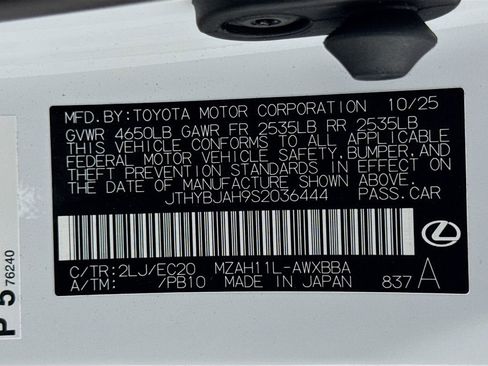 MFD. BY: TOYOTA MOTOR CORPORATION 10/25
GVWR 4650LB GAWR FR 2535LB RR 2535LB
THIS VEHICLE CONFORMS TO ALL APPLICABLE
FEDERAL MOTOR VEHICLE SAFETY, BUMPER, AND
THEFT PREVENTION STANDARDS IN EFFECT ON
THE DATE OF MANUFACTURE SHOWN ABOVE.
JTHYBJAH9S2036444 PASS. CAR
C/TR: 2LJ/EC20 MZAH11L-AWXBBA
A/TM: /PB10 MADE IN JAPAN 837 A
P 5 76240